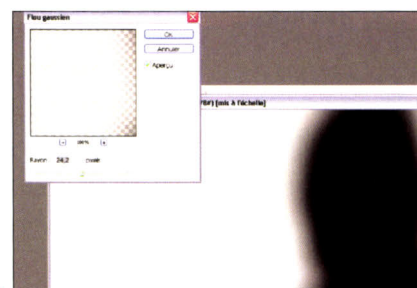 Flou gaussien
OK
Annuler
Aperçu
Rayon: 24,2 pixels
[mis à l'échelle]